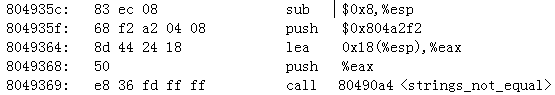 804935c: 83 ec 08 sub $0x8,%esp
804935f: 68 f2 a2 04 08 push $0x804a2f2
8049364: 8d 44 24 18 lea 0x18(%esp),%eax
8049368: 50 push %eax
8049369: e8 36 fd ff ff call 80490a4 <strings_not_equal>